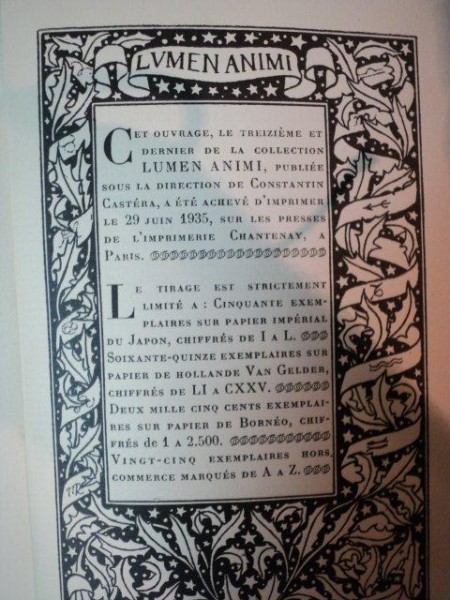 LVMEN ANIMI
CET OUVRAGE, LE TREIZIÈME ET
DERNIER DE LA COLLECTION
LUMEN ANIMI, PUBLIÉE
SOUS LA DIRECTION DE CONSTANTIN
CASTÉRA, A ÉTÉ ACHEVÉ D'IMPRIMER
LE 29 JUIN 1935, SUR LES PRESSES
DE L'IMPRIMERIE CHANTENAY, A
PARIS.
LE TIRAGE EST STRICTEMENT
LIMITÉ A : CINQUANTE EXEM-
PLAIRES SUR PAPIER IMPÉRIAL
DU JAPON, CHIFFRÉS DE I A L.
SOIXANTE-QUINZE EXEMPLAIRES SUR
PAPIER DE HOLLANDE VAN GELDER,
CHIFFRÉS DE LI A CXXV.
DEUX MILLE CINQ CENTS EXEMPLAI-
RES SUR PAPIER DE BORNÉO, CHIF-
FRÉS DE 1 A 2.500.
VINGT-CINQ EXEMPLAIRES HORS
COMMERCE MARQUÉS DE A A Z.